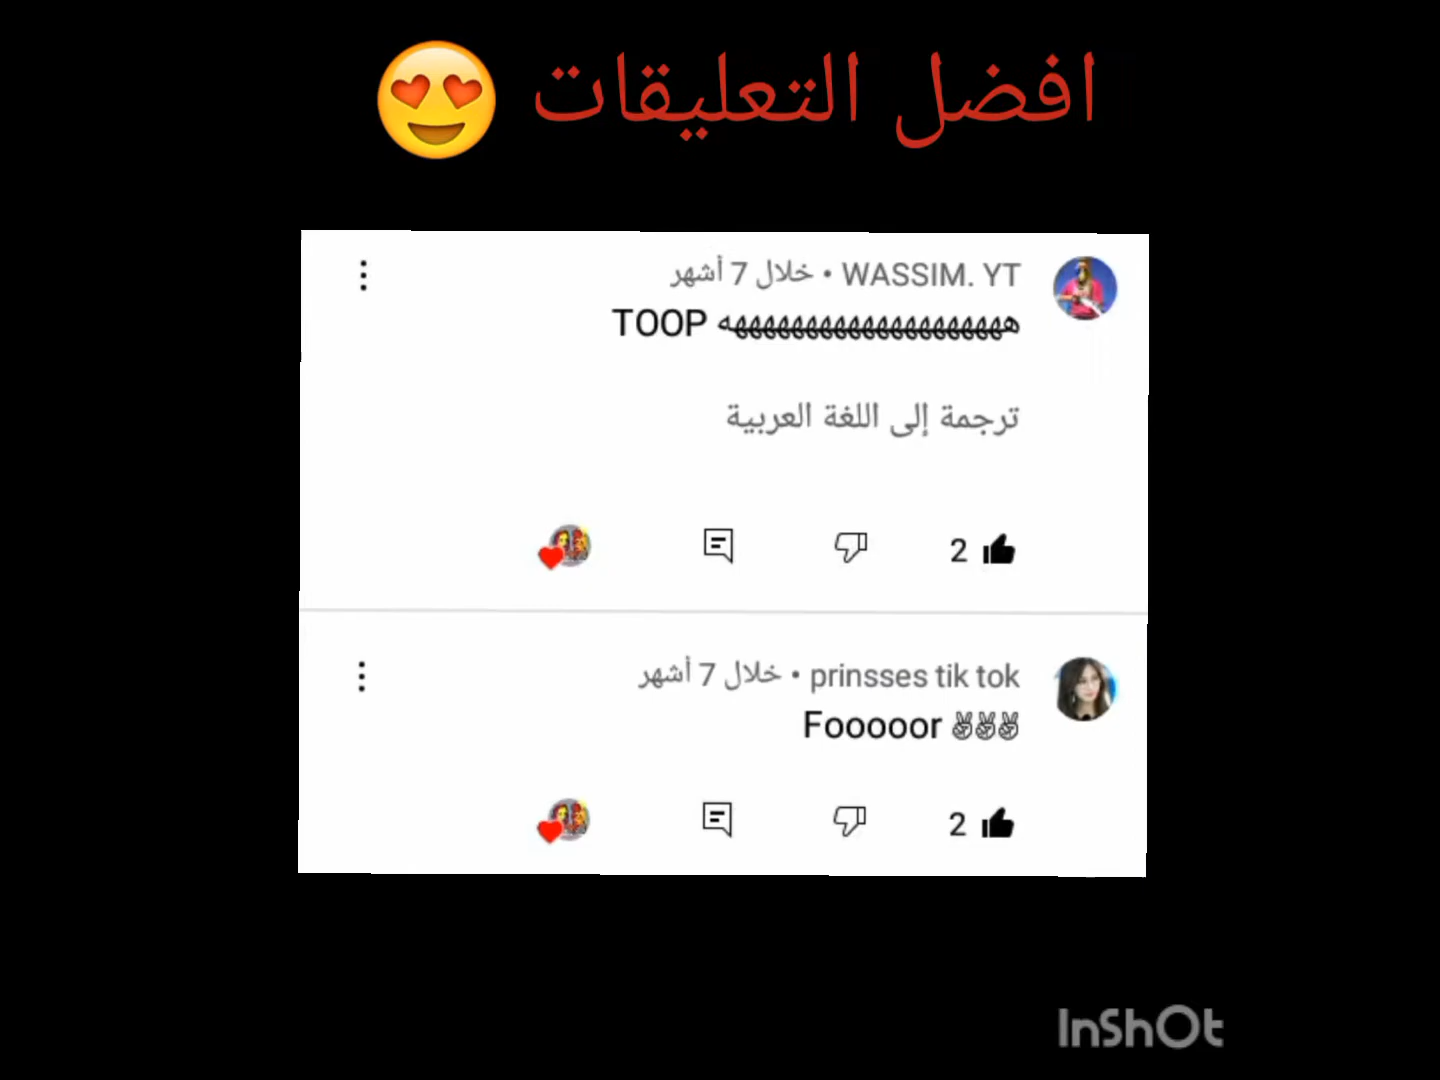 افضل التعليقات 😍
WASSIM. YT • خلال 7 أشهر
هههههههههههههههههههه TOOP
ترجمة إلى اللغة العربية
2
prinsses tik tok • خلال 7 أشهر
Fooooor ✌✌✌
2
InShOt